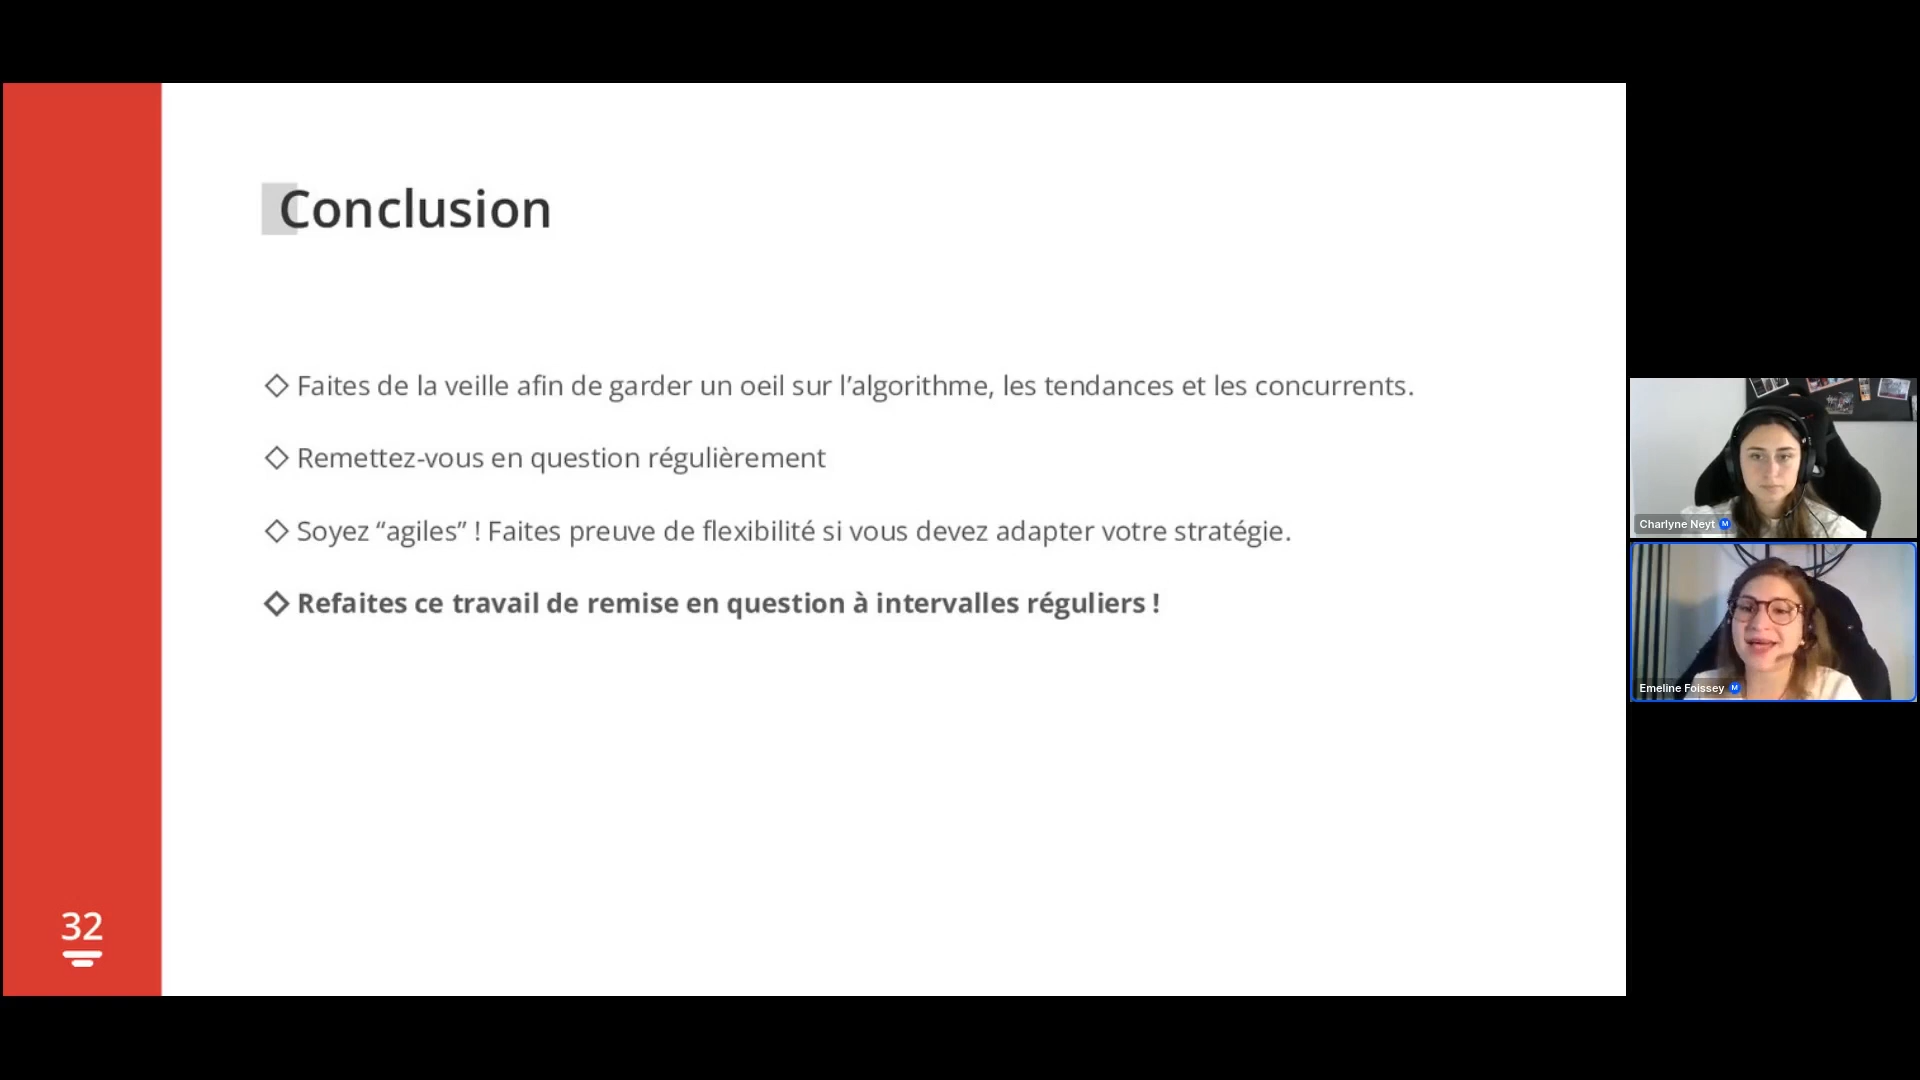 Conclusion
◇ Faites de la veille afin de garder un oeil sur l’algorithme, les tendances et les concurrents.
◇ Remettez-vous en question régulièrement
◇ Soyez “agiles” ! Faites preuve de flexibilité si vous devez adapter votre stratégie.
◇ Refaites ce travail de remise en question à intervalles réguliers !
32
Charlyne Neyt M
Emeline Foissey M